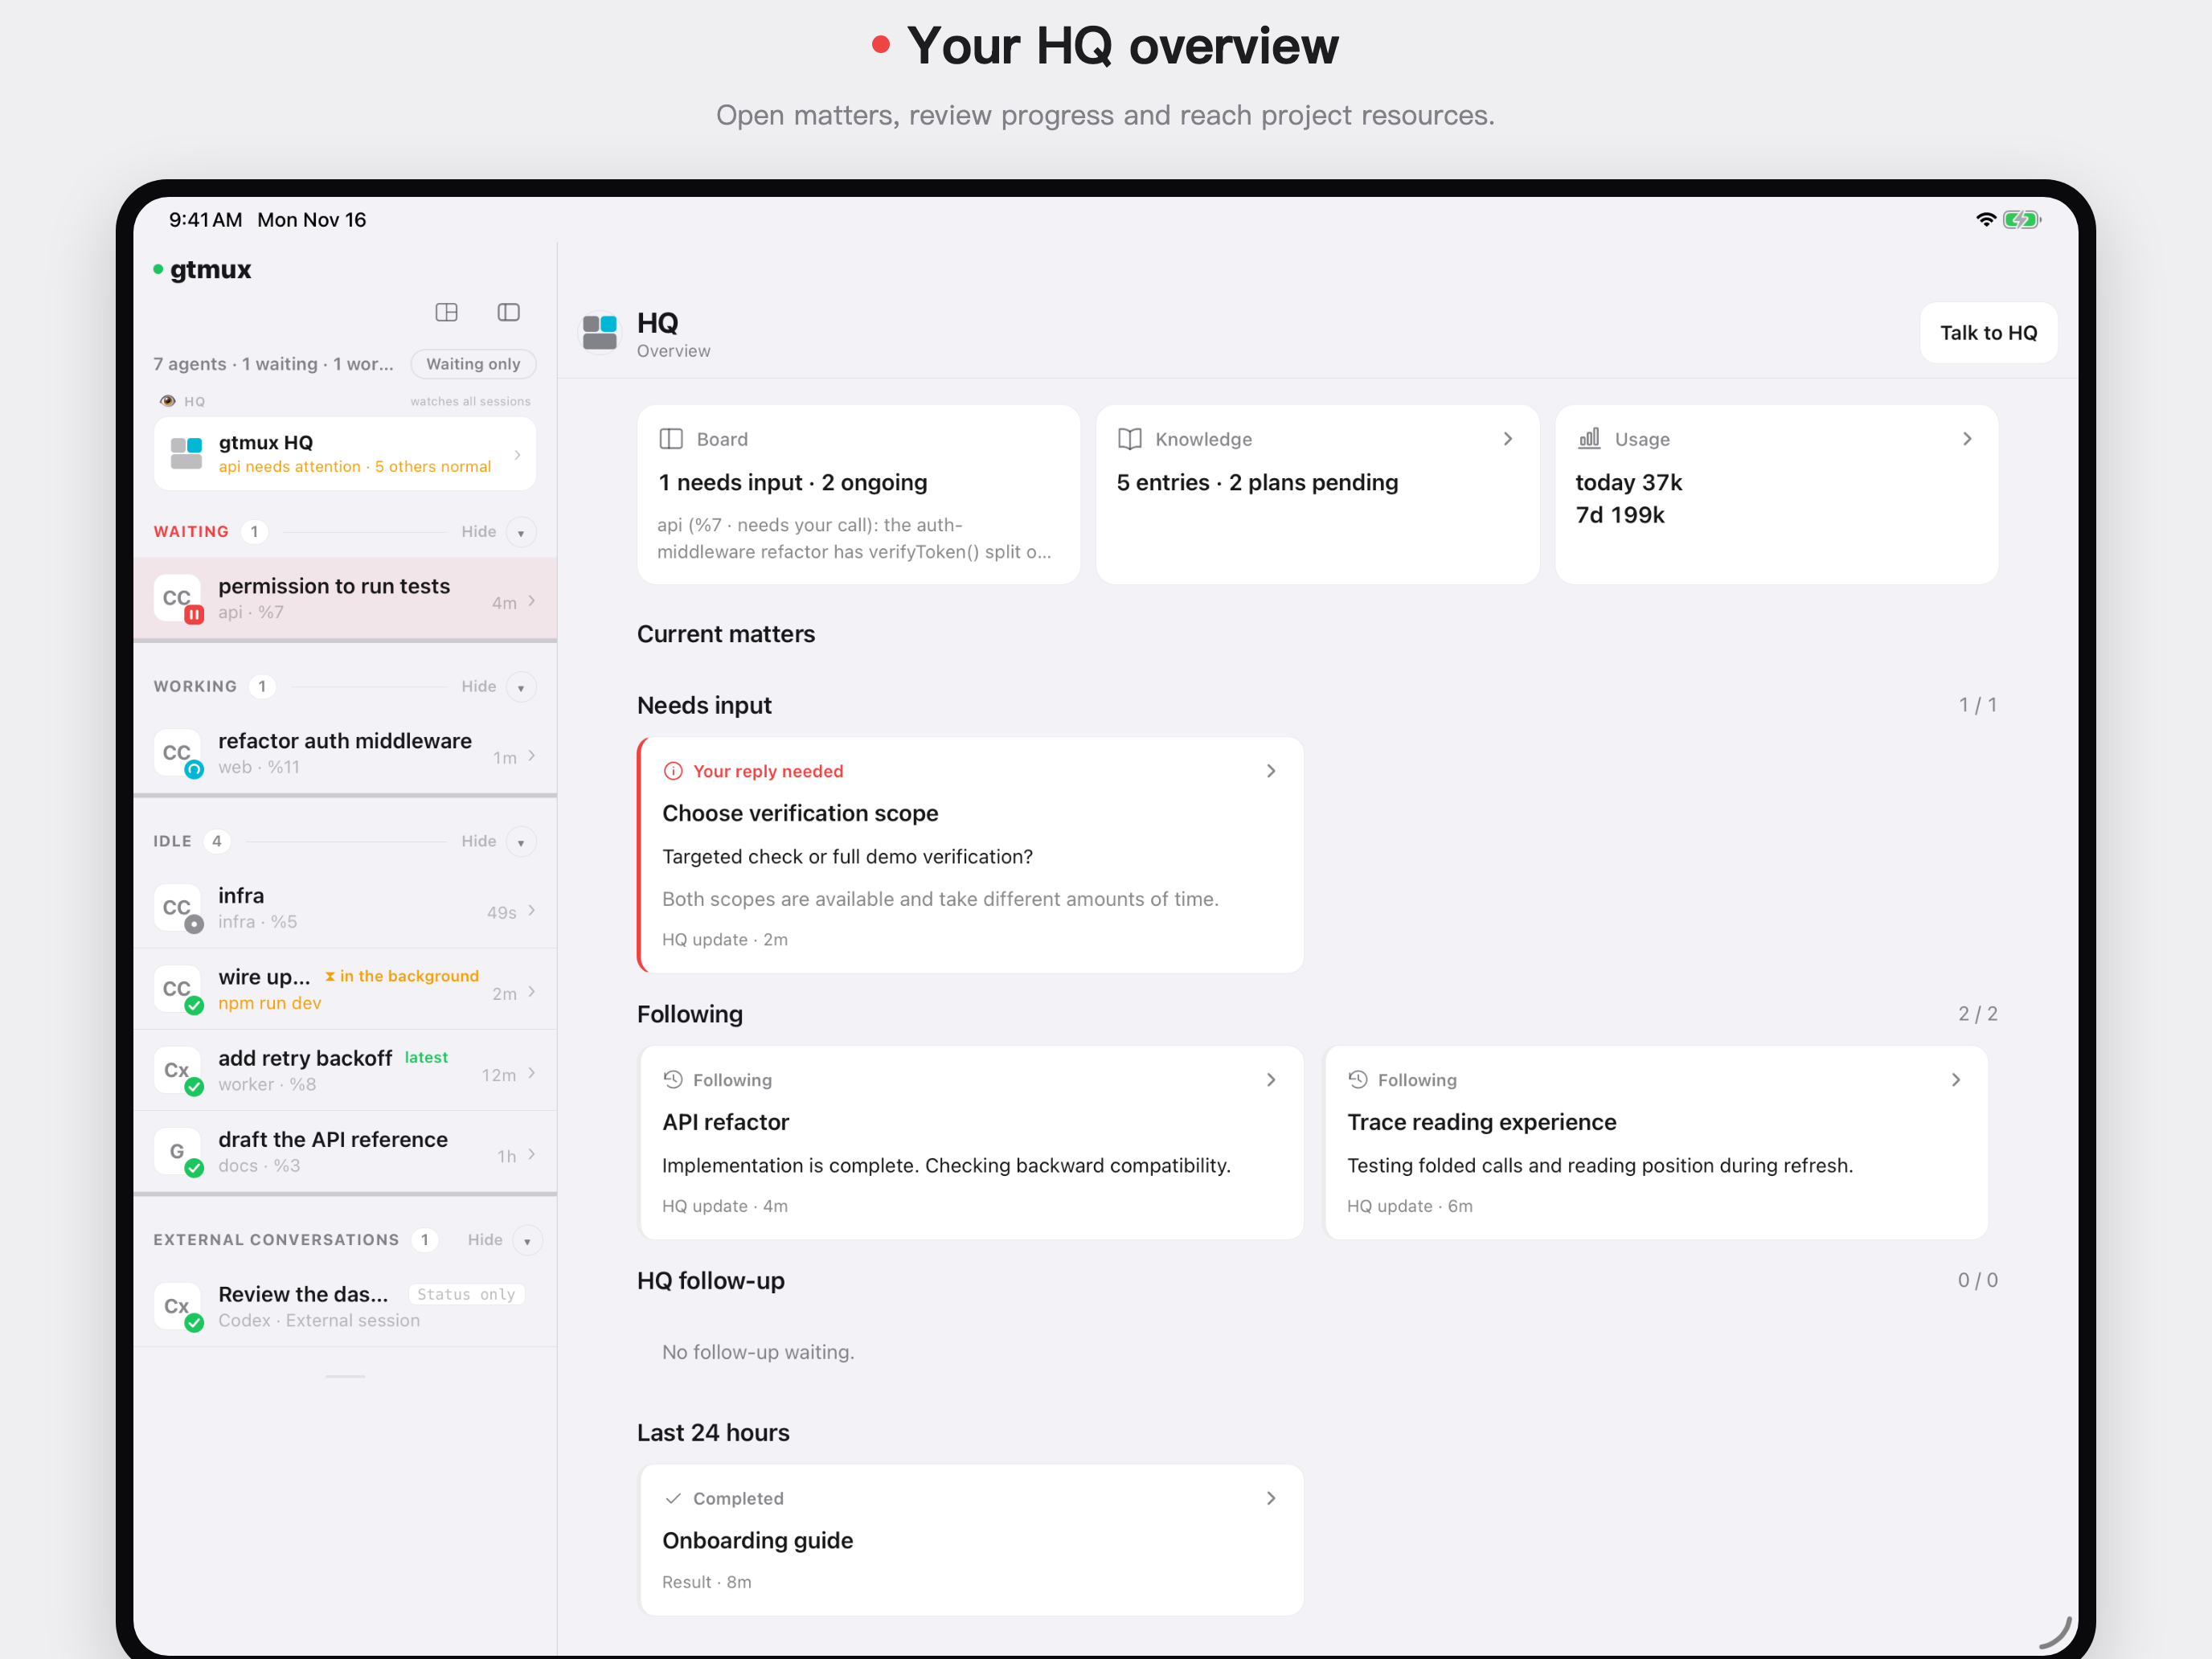 Your HQ overview
Open matters, review progress and reach project resources.
9:41 AM Mon Nov 16
gtmux
7 agents · 1 waiting · 1 wor...
Waiting only
HQ
watches all sessions
gtmux HQ
api needs attention · 5 others normal
WAITING 1 Hide
CC
permission to run tests
api · %7
4m
WORKING 1 Hide
CC
refactor auth middleware
web · %11
1m
IDLE 4 Hide
CC
infra
infra · %5
49s
CC
wire up... in the background
npm run dev
2m
Cx
add retry backoff latest
worker · %8
12m
G
draft the API reference
docs · %3
1h
EXTERNAL CONVERSATIONS 1 Hide
Cx
Review the das... Status only
Codex · External session
HQ
Overview
Talk to HQ
Board
1 needs input · 2 ongoing
api (%7 · needs your call): the auth-
middleware refactor has verifyToken() split o...
Knowledge
5 entries · 2 plans pending
Usage
today 37k
7d 199k
Current matters
Needs input 1 / 1
Your reply needed
Choose verification scope
Targeted check or full demo verification?
Both scopes are available and take different amounts of time.
HQ update · 2m
Following 2 / 2
Following
API refactor
Implementation is complete. Checking backward compatibility.
HQ update · 4m
Following
Trace reading experience
Testing folded calls and reading position during refresh.
HQ update · 6m
HQ follow-up 0 / 0
No follow-up waiting.
Last 24 hours
Completed
Onboarding guide
Result · 8m